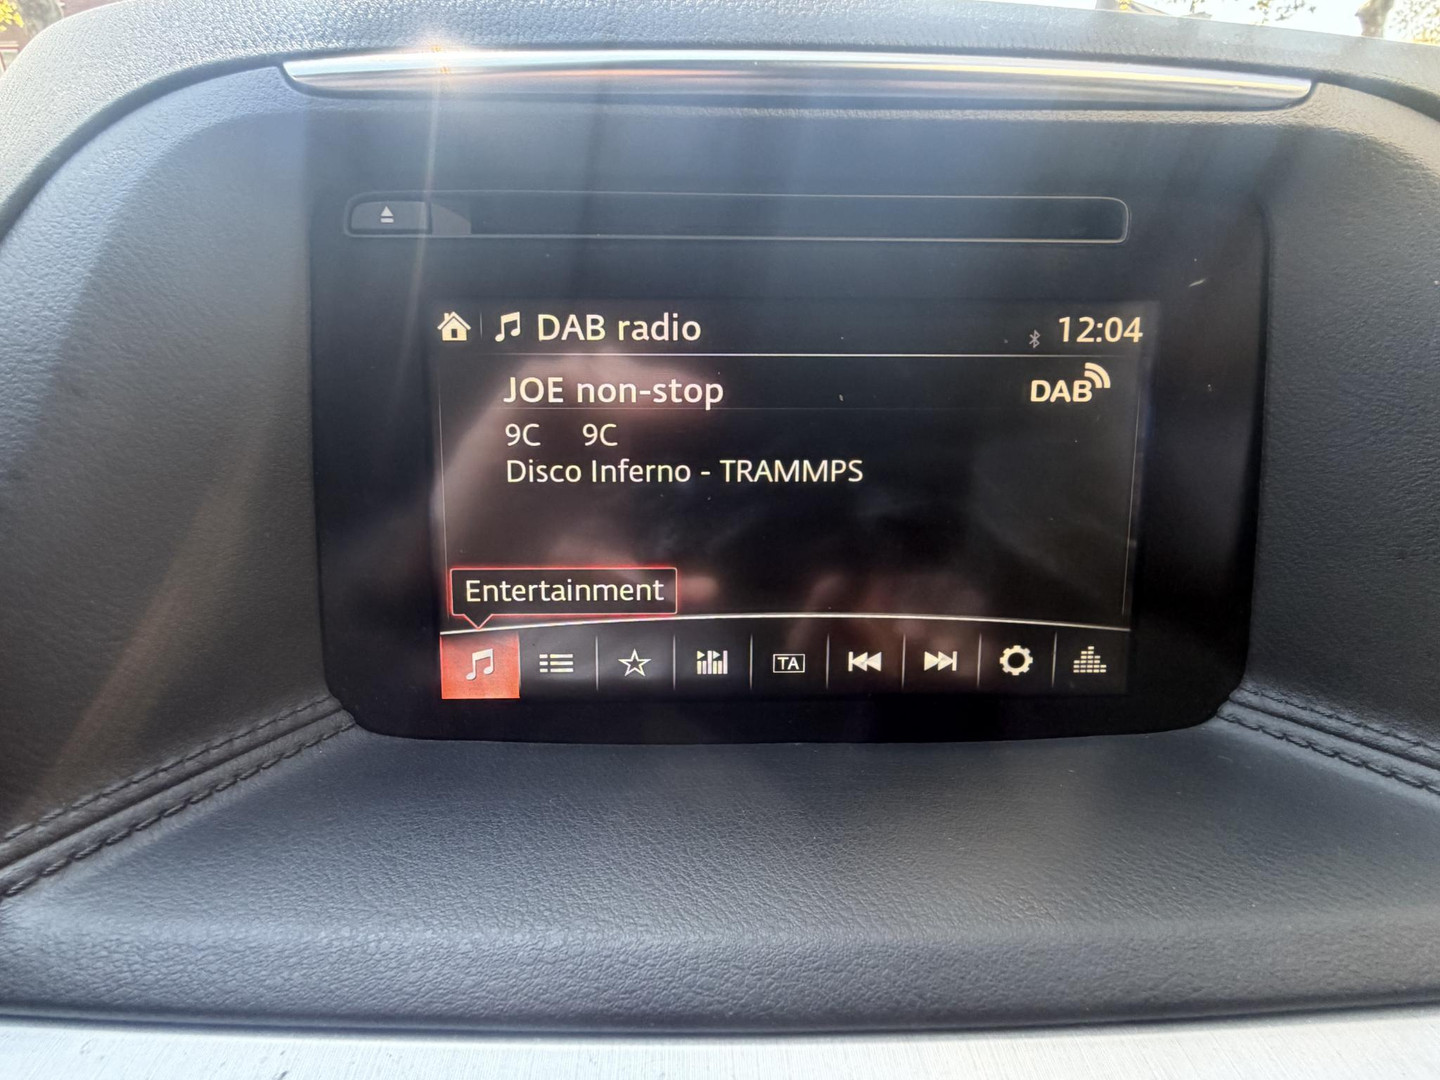 DAB radio 12:04
JOE non-stop DAB
9C 9C
Disco Inferno - TRAMMPS
Entertainment
TA